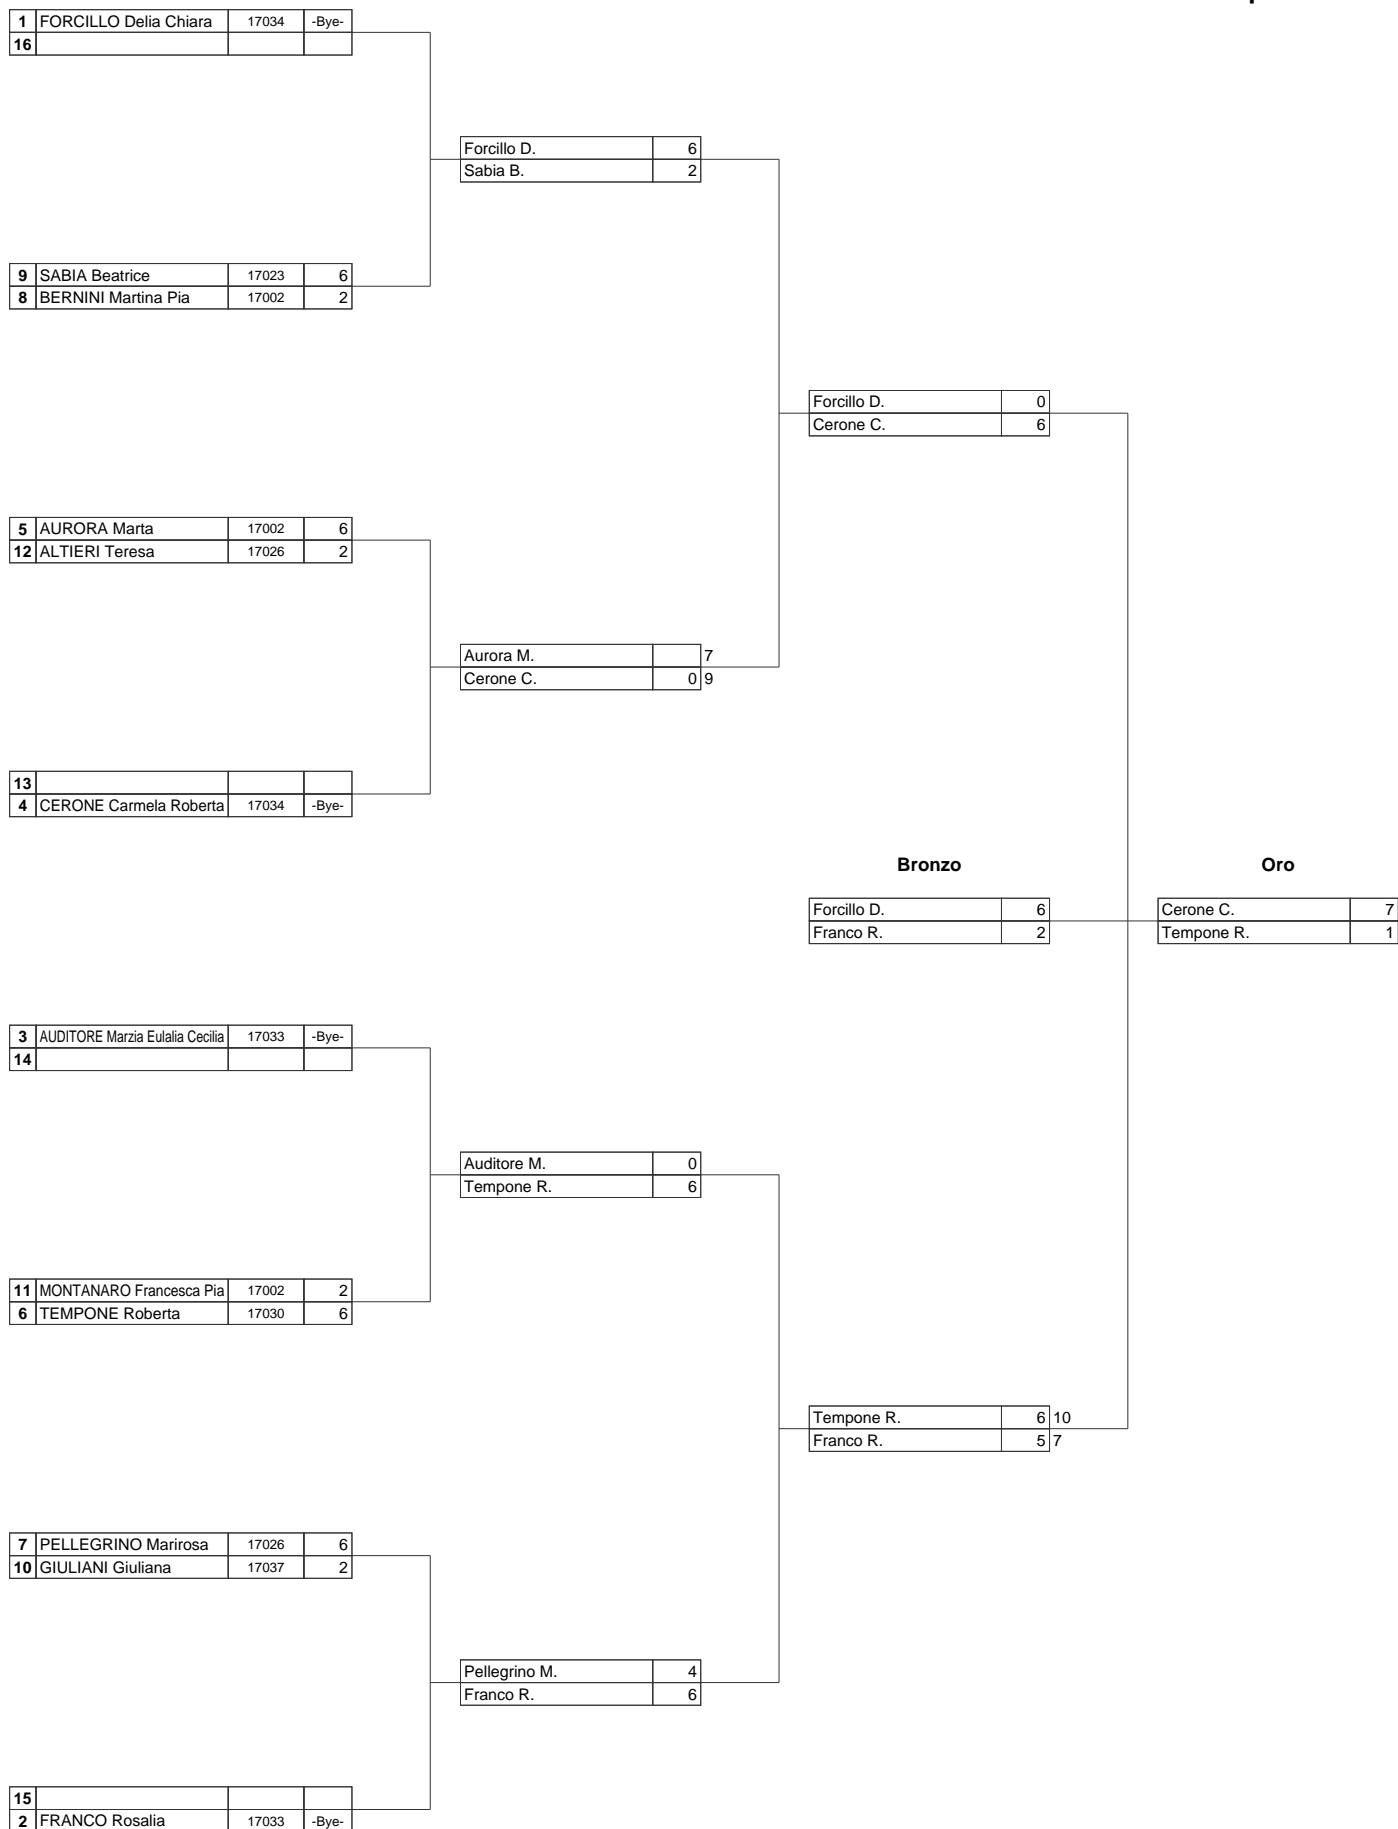 1 FORCILLO Delia Chiara 17034 -Bye-
16
Forcillo D. 6
Sabia B. 2
9 SABIA Beatrice 17023 6
8 BERNINI Martina Pia 17002 2
Forcillo D. 0
Cerone C. 6
5 AURORA Marta 17002 6
12 ALTIERI Teresa 17026 2
Aurora M. 7
Cerone C. 0 9
13
4 CERONE Carmela Roberta 17034 -Bye-
Bronzo Oro
Forcillo D. 6 Cerone C. 7
Franco R. 2 Tempone R. 1
3 AUDITORE Marzia Eulalia Cecilia 17033 -Bye-
14
Auditore M. 0
Tempone R. 6
11 MONTANARO Francesca Pia 17002 2
6 TEMPONE Roberta 17030 6
Tempone R. 6 10
Franco R. 5 7
7 PELLEGRINO Marirosa 17026 6
10 GIULIANI Giuliana 17037 2
Pellegrino M. 4
Franco R. 6
15
2 FRANCO Rosalia 17033 -Bye-